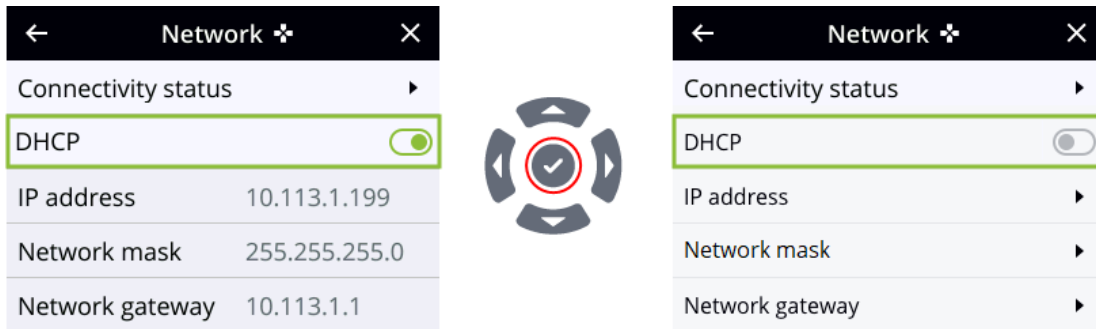 Network
Connectivity status
DHCP
IP address 10.113.1.199
Network mask 255.255.255.0
Network gateway 10.113.1.1
Network
Connectivity status
DHCP
IP address
Network mask
Network gateway